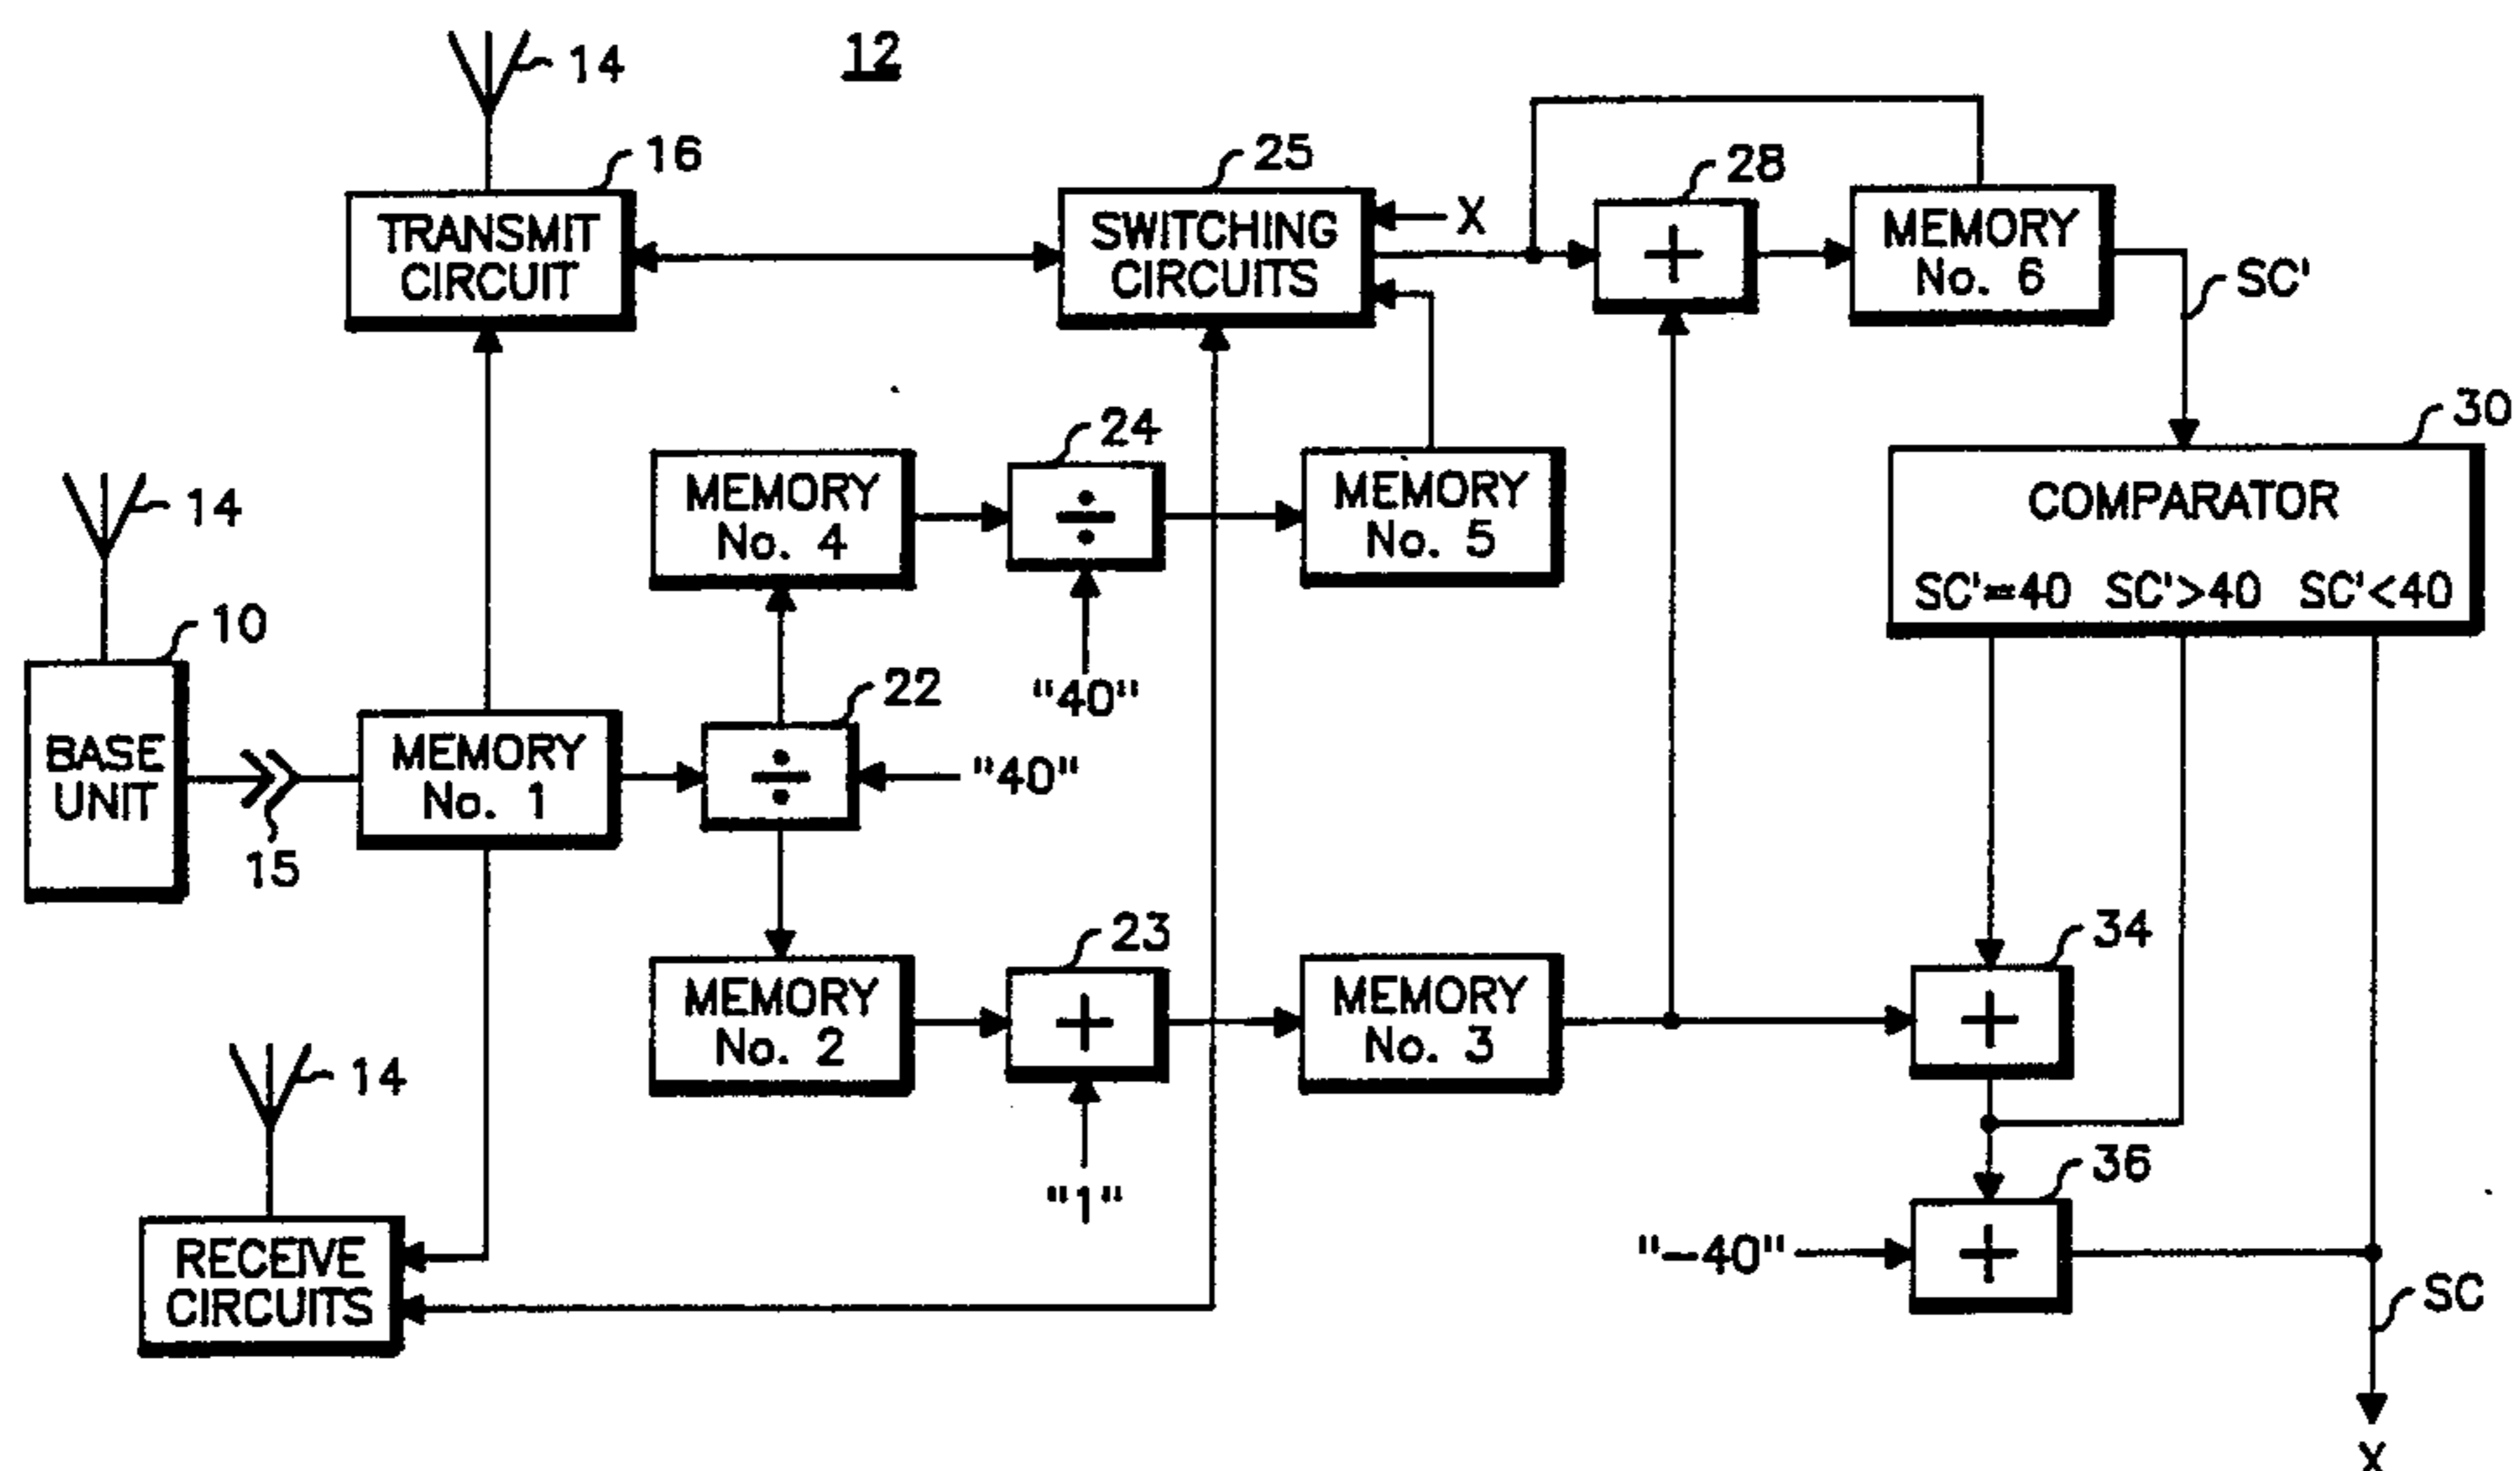 12
14
16
TRANSMIT
CIRCUIT
25
SWITCHING
CIRCUITS
X
28
+
MEMORY
No. 6
SC'
30
COMPARATOR
SC'=40 SC'>40 SC'<40
24
MEMORY
No. 4
÷
"40"
MEMORY
No. 5
14
10
BASE
UNIT
15
MEMORY
No. 1
22
÷
"40"
23
MEMORY
No. 2
+
"1"
MEMORY
No. 3
34
+
36
"-40"
+
SC
X
14
RECEIVE
CIRCUITS